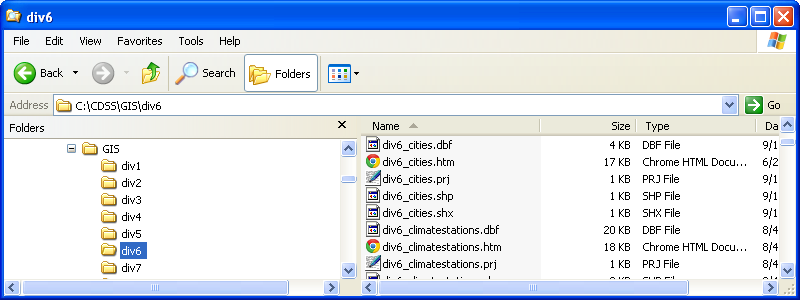 div6
File Edit View Favorites Tools Help
Back Search Folders
Address C:\CDSS\GIS\div6 Go
Folders
GIS
div1
div2
div3
div4
div5
div6
div7
Name Size Type Da
div6_cities.dbf 4 KB DBF File 9/1
div6_cities.htm 17 KB Chrome HTML Docu... 6/2
div6_cities.prj 1 KB PRJ File 9/1
div6_cities.shp 1 KB SHP File 9/1
div6_cities.shx 1 KB SHX File 9/1
div6_climatestations.dbf 20 KB DBF File 8/4
div6_climatestations.htm 18 KB Chrome HTML Docu... 8/4
div6_climatestations.prj 1 KB PRJ File 8/4